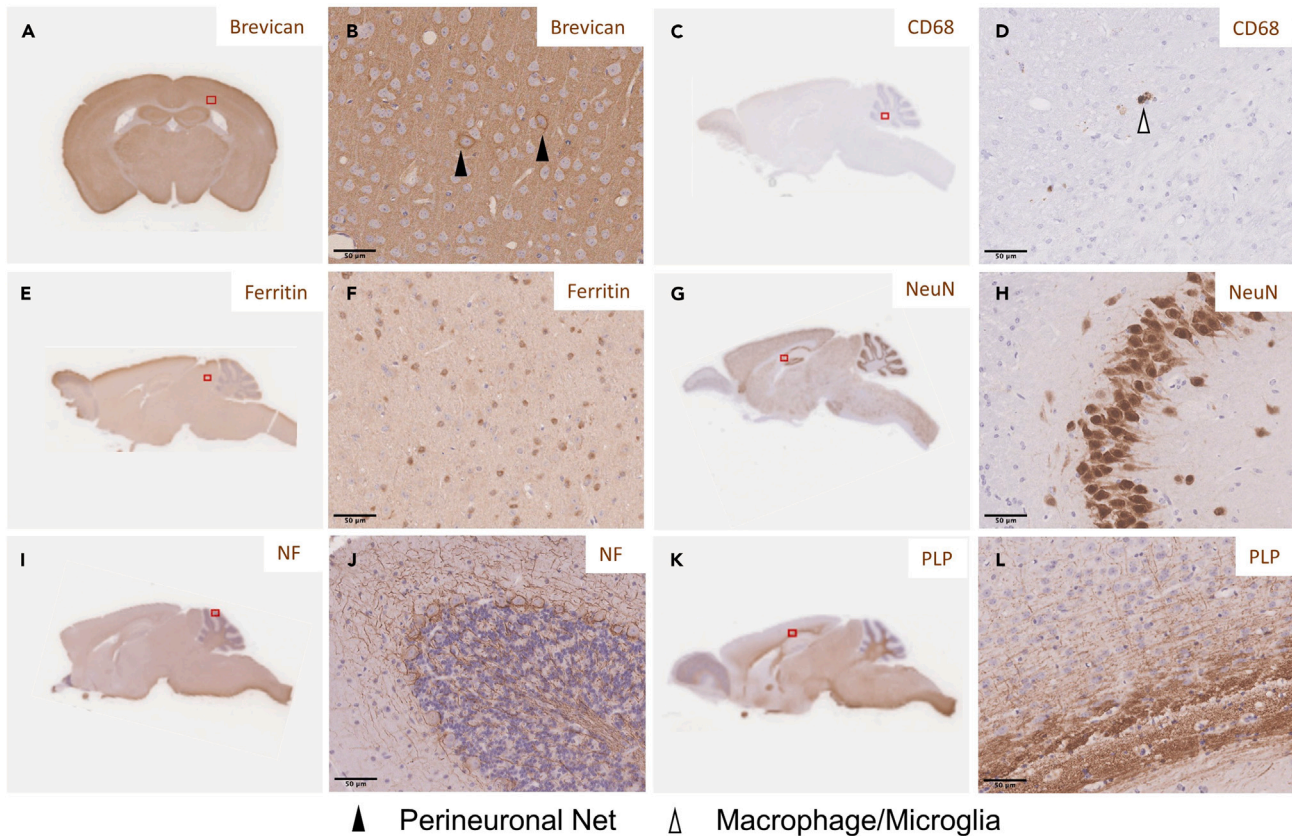 A Brevican
B Brevican
50 µm
C CD68
D CD68
50 µm
E Ferritin
F Ferritin
50 µm
G NeuN
H NeuN
50 µm
I NF
J NF
50 µm
K PLP
L PLP
50 µm
Perineuronal Net Macrophage/Microglia